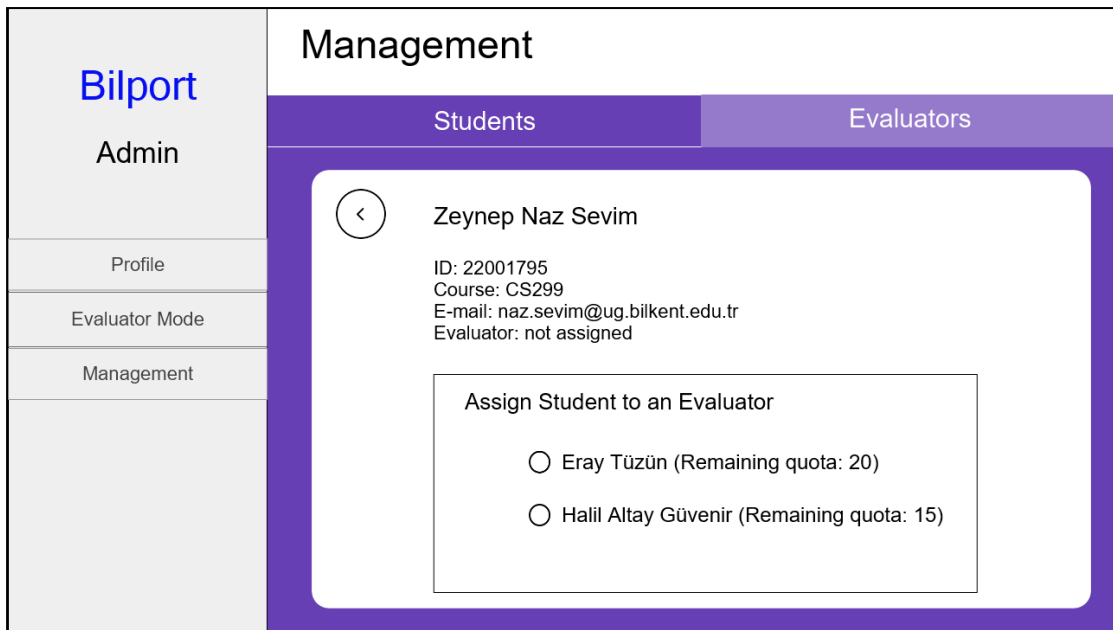 Bilport
Admin
Profile
Evaluator Mode
Management
Management
Students
Evaluators
Zeynep Naz Sevim
ID: 22001795
Course: CS299
E-mail: naz.sevim@ug.bilkent.edu.tr
Evaluator: not assigned
Assign Student to an Evaluator
Eray Tüzün (Remaining quota: 20)
Halil Altay Güvenir (Remaining quota: 15)